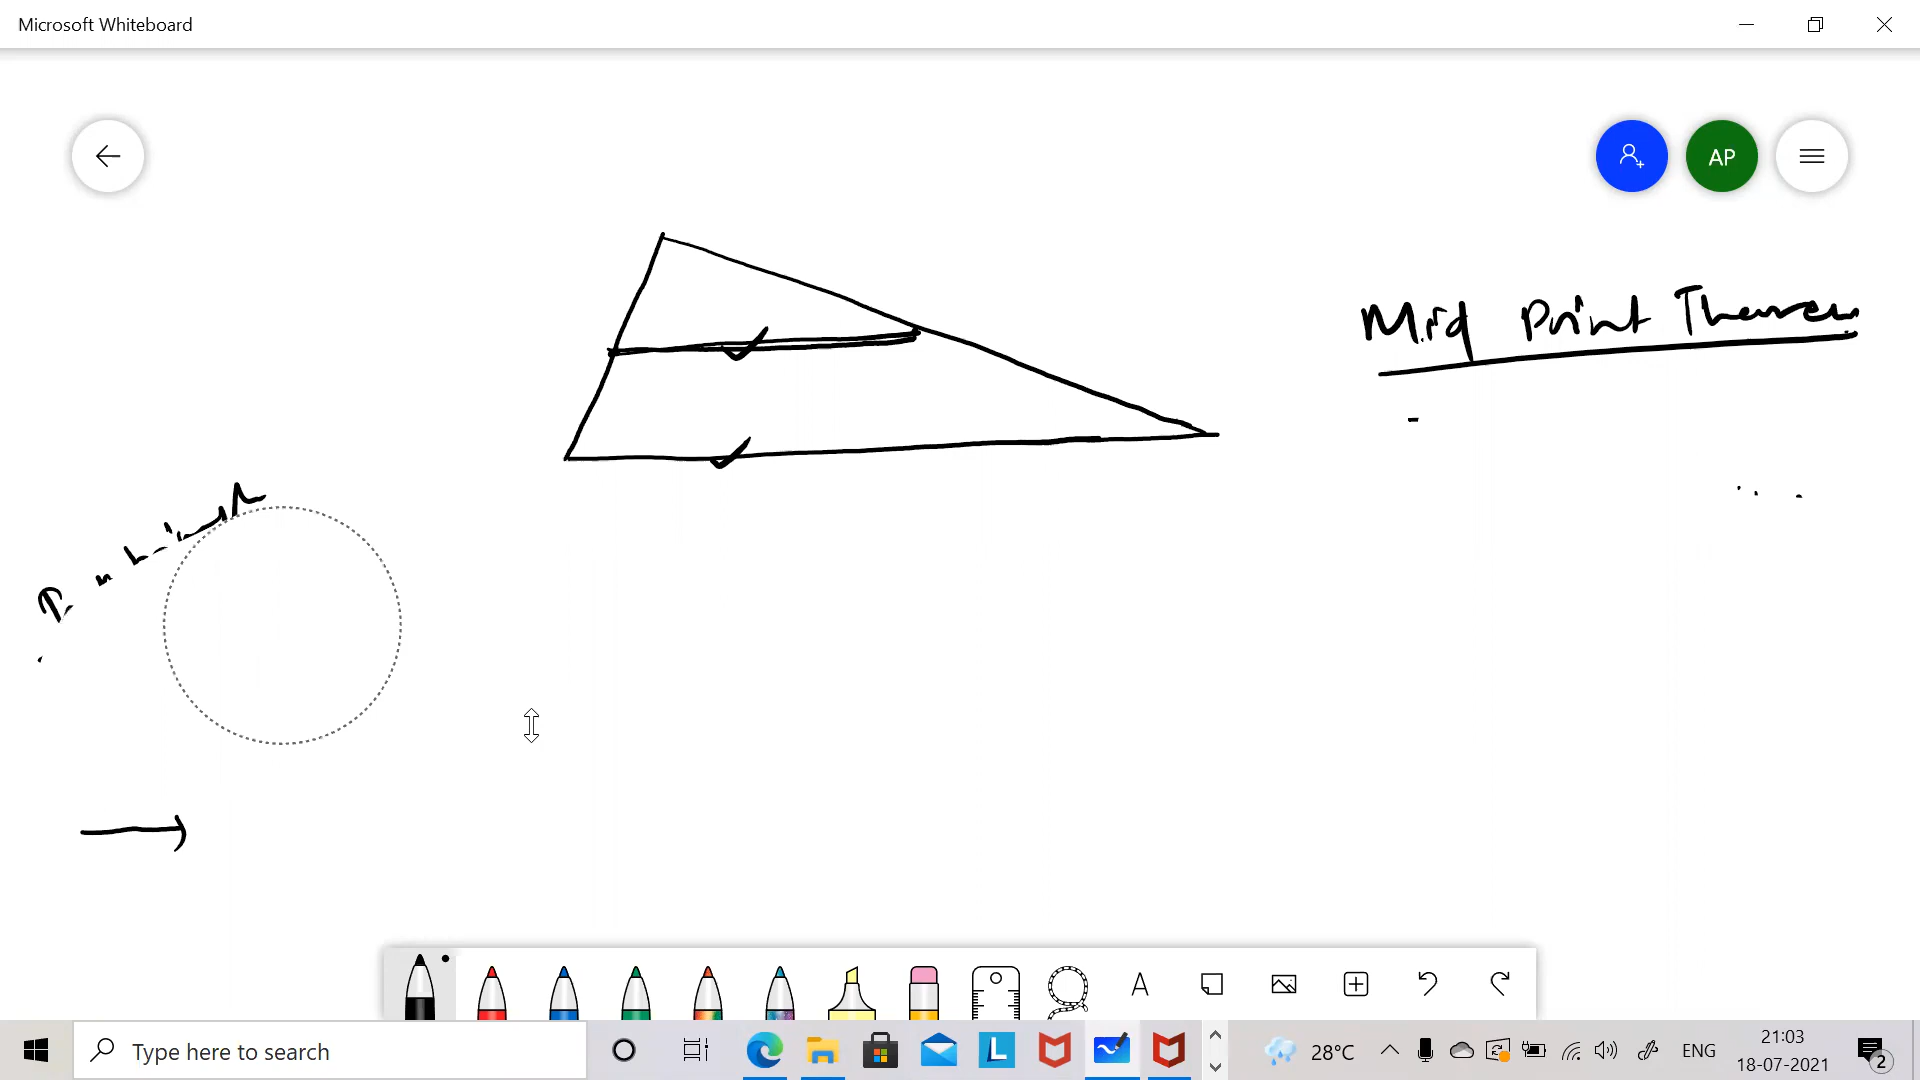 Microsoft Whiteboard
AP
Mid Point Theorem
A
Type here to search
L
28°C
ENG
21:03
18-07-2021
2